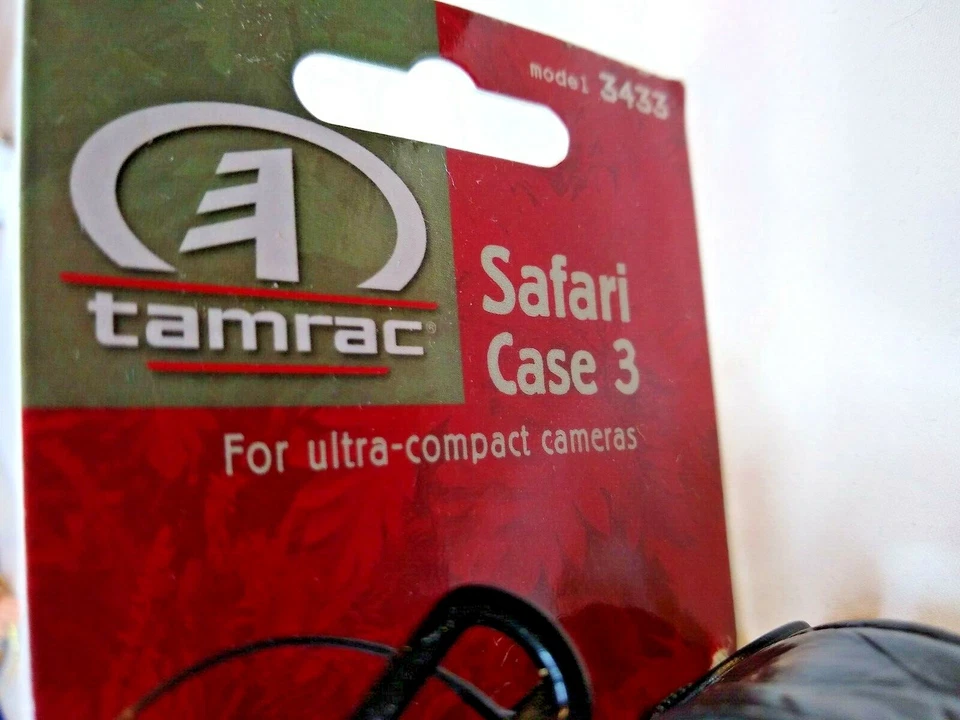 model 3433
tamrac®
Safari
Case 3
For ultra-compact cameras